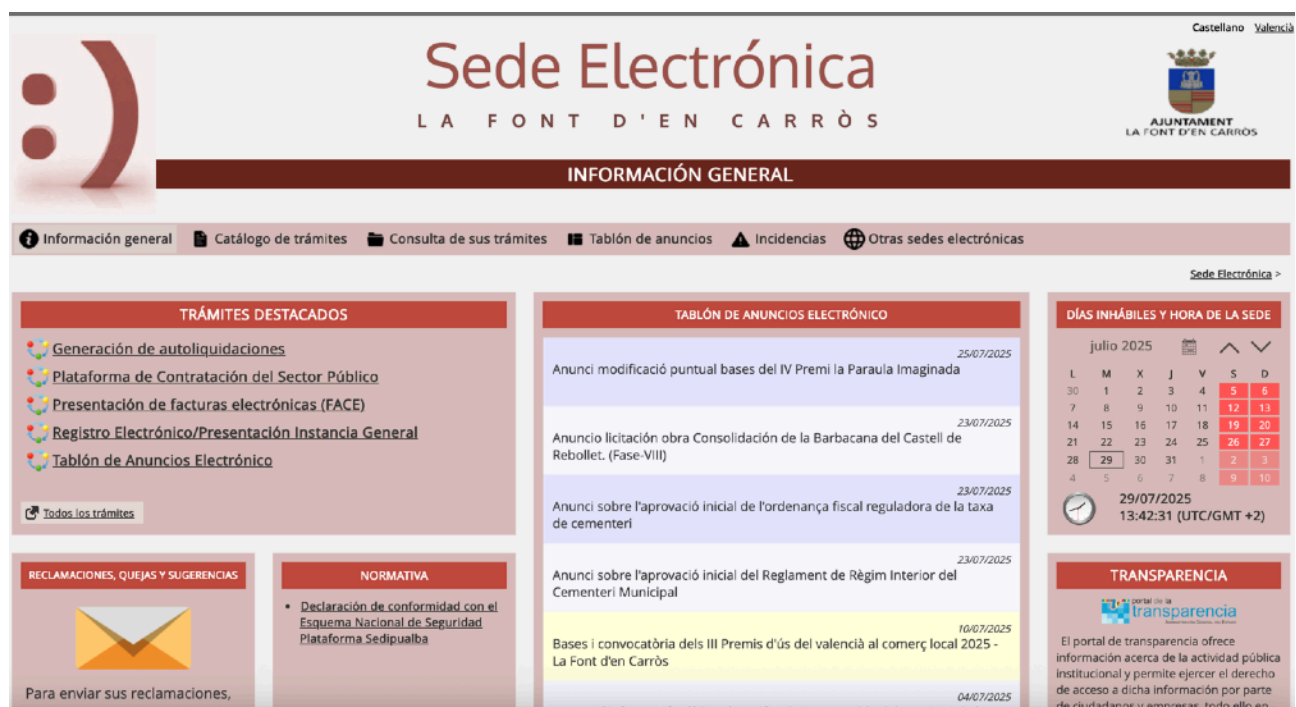 Castellano Valencià
:)
Sede Electrónica
LA FONT D'EN CARRÒS
AJUNTAMENT
LA FONT D'EN CARRÒS
INFORMACIÓN GENERAL
Información general Catálogo de trámites Consulta de sus trámites Tablón de anuncios Incidencias Otras sedes electrónicas
Sede Electrónica >
TRÁMITES DESTACADOS
Generación de autoliquidaciones
Plataforma de Contratación del Sector Público
Presentación de facturas electrónicas (FACE)
Registro Electrónico/Presentación Instancia General
Tablón de Anuncios Electrónico
Todos los trámites
RECLAMACIONES, QUEJAS Y SUGERENCIAS
Para enviar sus reclamaciones,
NORMATIVA
• Declaración de conformidad con el
Esquema Nacional de Seguridad
Plataforma Sedipualba
TABLÓN DE ANUNCIOS ELECTRÓNICO
25/07/2025
Anunci modificació puntual bases del IV Premi la Paraula Imaginada
23/07/2025
Anuncio licitación obra Consolidación de la Barbacana del Castell de
Rebollet. (Fase-VIII)
23/07/2025
Anunci sobre l'aprovació inicial de l'ordenança fiscal reguladora de la taxa
de cementeri
23/07/2025
Anunci sobre l'aprovació inicial del Reglament de Règim Interior del
Cementeri Municipal
10/07/2025
Bases i convocatòria dels III Premis d'ús del valencià al comerç local 2025 -
La Font d'en Carròs
04/07/2025
DÍAS INHÁBILES Y HORA DE LA SEDE
julio 2025
L M X J V S D
30 1 2 3 4 5 6
7 8 9 10 11 12 13
14 15 16 17 18 19 20
21 22 23 24 25 26 27
28 29 30 31 1 2 3
4 5 6 7 8 9 10
29/07/2025
13:42:31 (UTC/GMT +2)
TRANSPARENCIA
portal de la
transparencia
El portal de transparencia ofrece
información acerca de la actividad pública
institucional y permite ejercer el derecho
de acceso a dicha información por parte
de ciudadanos y empresas, todo ello en